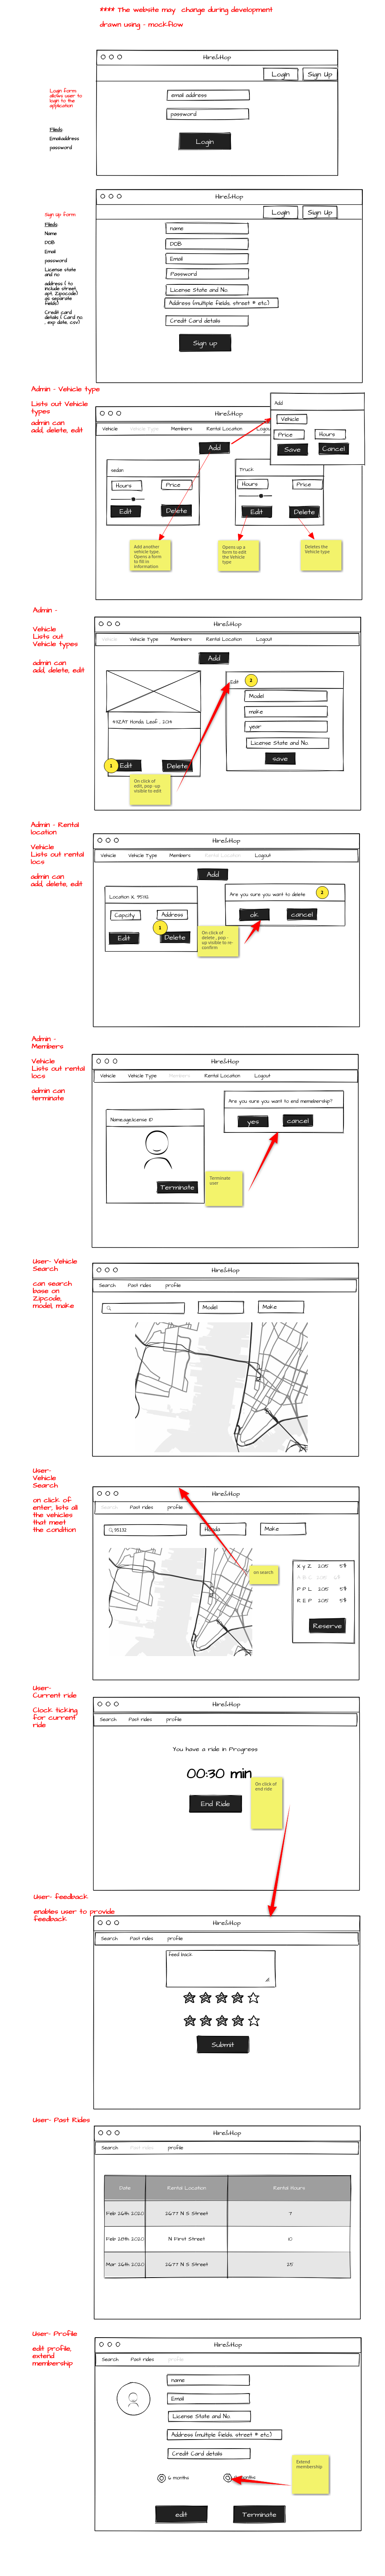 #### The website may change during development
drawn using - mockflow
Hire&Hop
Login
Sign Up
Login form
allows user to
login to the
application
Fileds
Emailaddress
password
email address
password
Login
Hire&Hop
Login
Sign Up
Sign up form
Fileds
Name
DOB
Email
password
License state
and no
address ( to
include street,
apt, Zipocode)
as separate
fields)
Credit card
details ( Card no.
, exp date, csv)
name
DOB
Email
Password
License State and No.
Address (multiple fields, street # etc)
Credit Card details
Sign up
Admin - Vehicle type
Lists out Vehicle
types
admin can
add, delete, edit
Hire&Hop
Vehicle
Vehicle Type
Members
Rental Location
Logout
Add
Add
Vehicle
Price
Hours
Save
Cancel
sedan
Hours
Price
Edit
Delete
Truck
Hours
Price
Edit
Delete
Add another
vehicle type.
Opens a form
to fill in
information
Opens up a
form to edit
the Vehicle
type
Deletes the
Vehicle type
Admin -
Vehicle
Lists out
Vehicle types
admin can
add, delete, edit
Hire&Hop
Vehicle
Vehicle Type
Members
Rental Location
Logout
Add
Honda, Leaf , 2014
1
Edit
Delete
On click of
edit, pop -up
visible to edit
Edit
2
Model
make
year
License State and No.
save
Admin - Rental
location
Vehicle
Lists out rental
locs
admin can
add, delete, edit
Hire&Hop
Vehicle
Vehicle Type
Members
Rental Location
Logout
Add
Location X, 95112
Capcity
Address
1
Edit
Delete
Are you sure you want to delete
2
ok
cancel
On click of
delete , pop -
up visible to re-
confirm
Admin -
Members
Vehicle
Lists out rental
locs
admin can
terminate
Hire&Hop
Vehicle
Vehicle Type
Members
Rental Location
Logout
Name,age,license ID
Terminate
Are you sure you want to end memebership?
yes
cancel
Terminate
user
User- Vehicle
Search
can search
base on
Zipcode,
model, make
Hire&Hop
Search
Past rides
profile
Model
Make
User-
Vehicle
Search
on click of
enter, lists all
the vehicles
that meet
the condition
Hire&Hop
Search
Past rides
profile
95132
Honda
Make
on search
X y Z 2015 5$
P P L 2015 5$
R E P 2015 5$
Reserve
User-
Current ride
Clock ticking
for current
ride
Hire&Hop
Search
Past rides
profile
You have a ride in Progress
00:30 min
End Ride
On click of
end ride
User- feedback
enables user to provide
feedback
Hire&Hop
Search
Past rides
profile
feed back
Submit
User- Past Rides
Hire&Hop
Search
Past rides
profile
Date
Rental Location
Rental Hours
Feb 26th 2020
2677 N S Street
7
Feb 28th 2020
N First Street
10
Mar 26th 2020
2677 N S Street
25
User- Profile
edit profile,
extend
membership
Hire&Hop
Search
Past rides
profile
name
Email
License State and No
Address (multiple fields, street # etc)
Credit Card details
6 months
months
Extend
membership
edit
Terminate